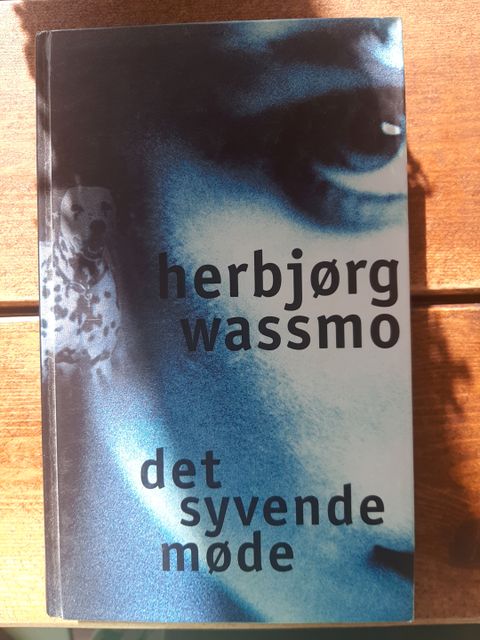 herbjørg
wassmo
det
syvende
møde